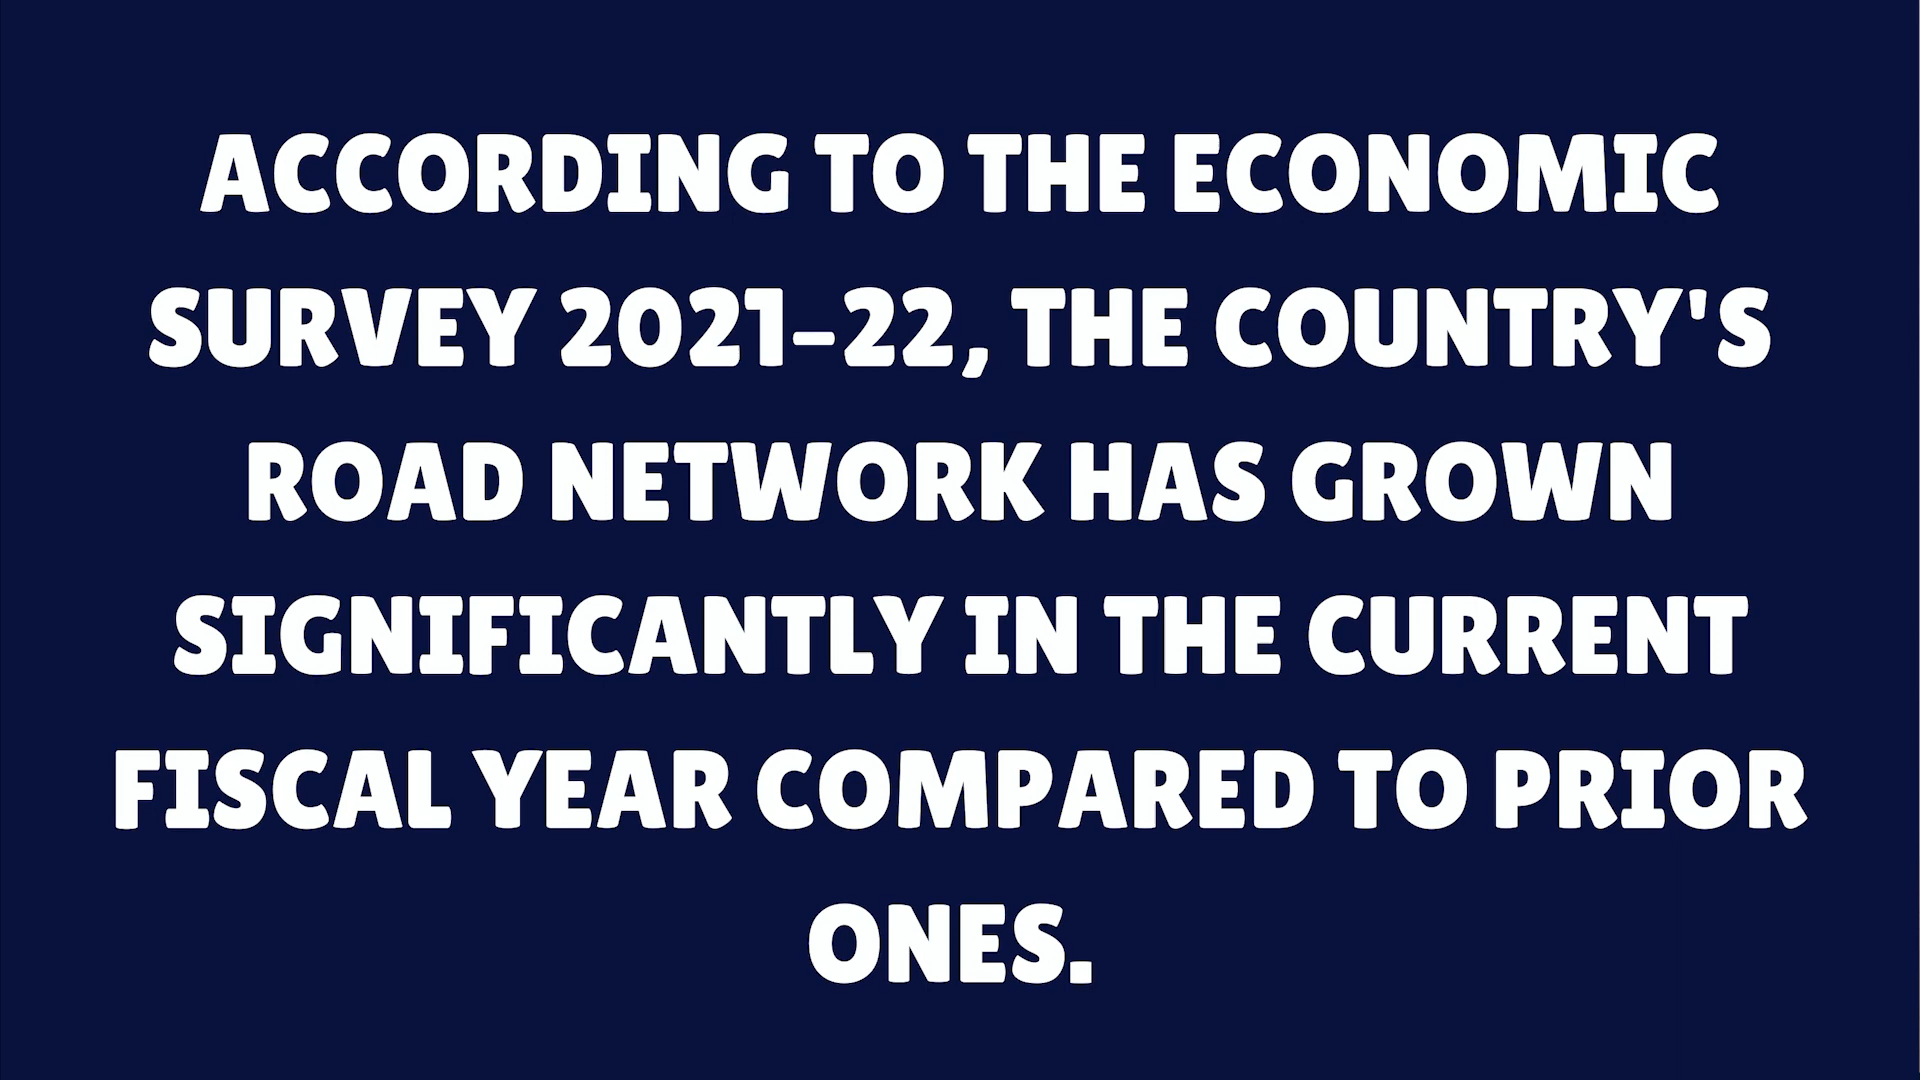 ACCORDING TO THE ECONOMIC
SURVEY 2021-22, THE COUNTRY'S
ROAD NETWORK HAS GROWN
SIGNIFICANTLY IN THE CURRENT
FISCAL YEAR COMPARED TO PRIOR
ONES.